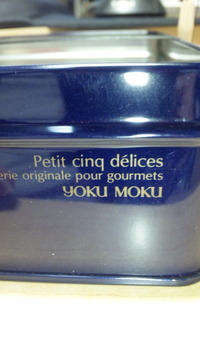 Petit cinq délices
erie originale pour gourmets
YOKU MOKU